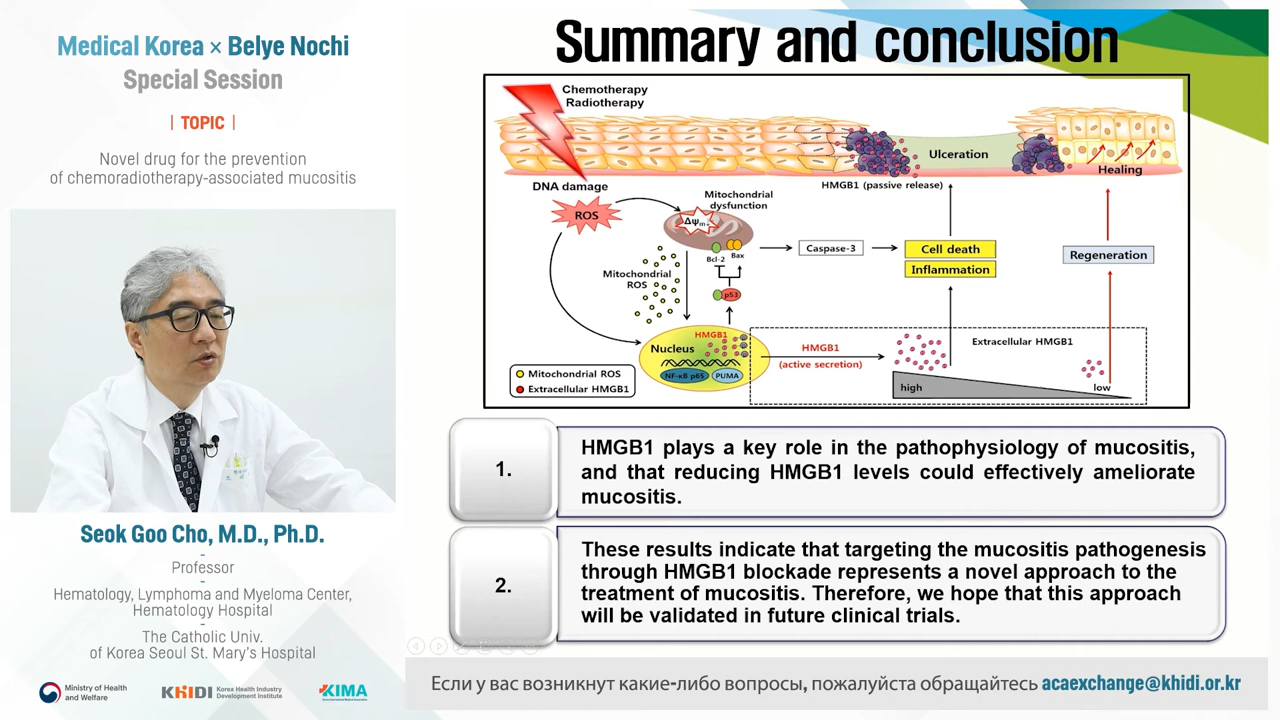 Medical Korea × Belye Nochi
Special Session
| TOPIC |
Novel drug for the prevention
of chemoradiotherapy-associated mucositis
Seok Goo Cho, M.D., Ph.D.
-
Professor
-
Hematology, Lymphoma and Myeloma Center,
Hematology Hospital
-
The Catholic Univ.
of Korea Seoul St. Mary's Hospital
Ministry of Health
and Welfare
KHIDI
Korea Health Industry
Development Institute
KIMA
Summary and conclusion
Chemotherapy
Radiotherapy
Ulceration
Healing
DNA damage
HMGB1 (passive release)
ROS
Mitochondrial
dysfunction
Δψm
Bcl-2
Bax
Caspase-3
Cell death
Inflammation
Regeneration
Mitochondrial
ROS
p53
HMGB1
Nucleus
NF-κB p65
PUMA
HMGB1
(active secretion)
Extracellular HMGB1
high
low
Mitochondrial ROS
Extracellular HMGB1
1.
HMGB1 plays a key role in the pathophysiology of mucositis,
and that reducing HMGB1 levels could effectively ameliorate
mucositis.
2.
These results indicate that targeting the mucositis pathogenesis
through HMGB1 blockade represents a novel approach to the
treatment of mucositis. Therefore, we hope that this approach
will be validated in future clinical trials.
Если у вас возникнут какие-либо вопросы, пожалуйста обращайтесь acaexchange@khidi.or.kr